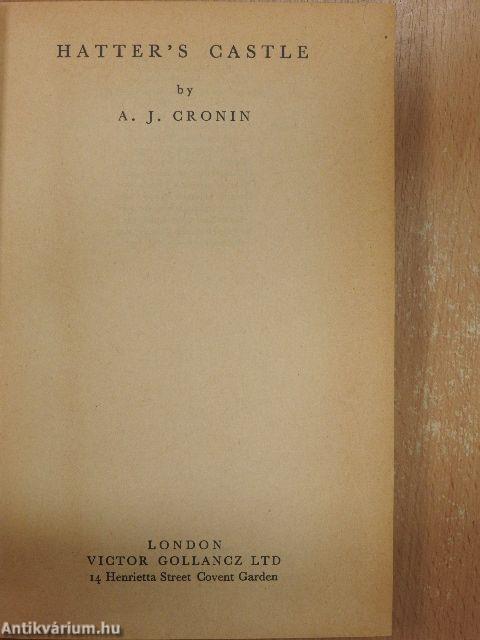 HATTER'S CASTLE
by
A. J. CRONIN
LONDON
VICTOR GOLLANCZ LTD
14 Henrietta Street Covent Garden
Antikvárium.hu